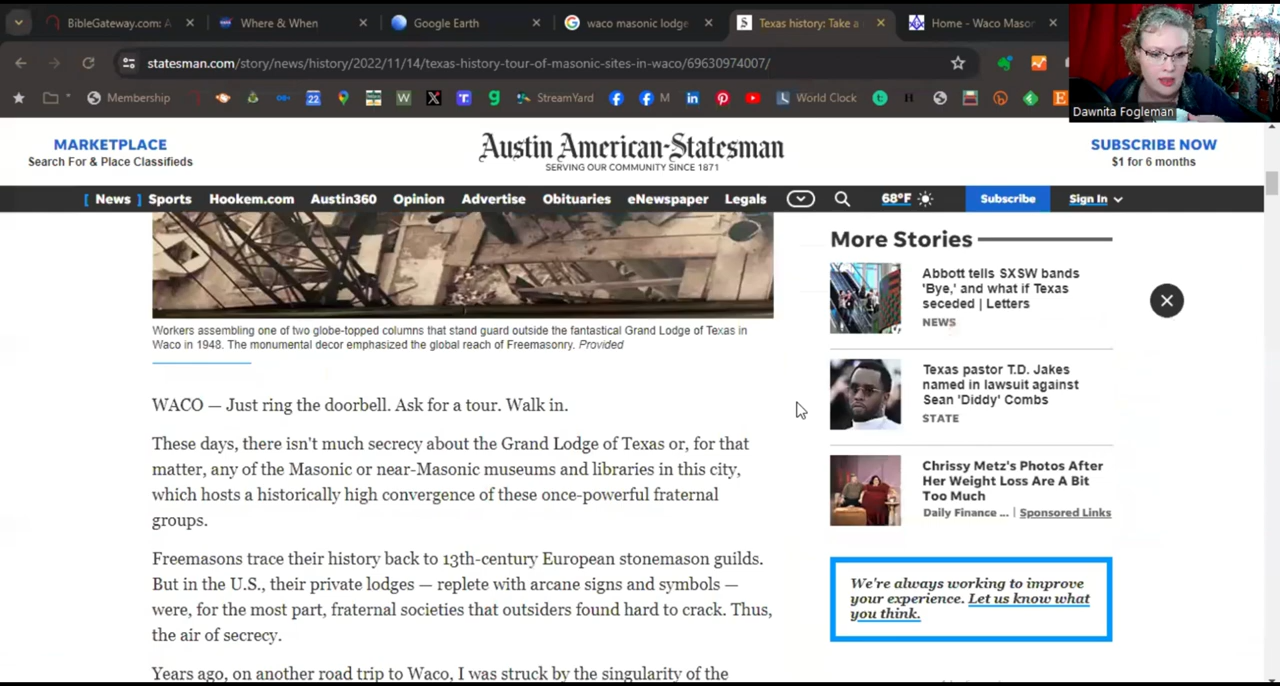 BibleGateway.com: A
Where & When
Google Earth
waco masonic lodge
Texas history: Take a
Home - Waco Mason
statesman.com/story/news/history/2022/11/14/texas-history-tour-of-masonic-sites-in-waco/69630974007/
Membership
22
W
X
StreamYard
M
World Clock
H
E
Dawnita Fogleman
MARKETPLACE
Search For & Place Classifieds
Austin American-Statesman
SERVING OUR COMMUNITY SINCE 1871
SUBSCRIBE NOW
$1 for 6 months
[ News ] Sports Hookem.com Austin360 Opinion Advertise Obituaries eNewspaper Legals 68°F Subscribe Sign In
Workers assembling one of two globe-topped columns that stand guard outside the fantastical Grand Lodge of Texas in
Waco in 1948. The monumental decor emphasized the global reach of Freemasonry. Provided
WACO — Just ring the doorbell. Ask for a tour. Walk in.
These days, there isn't much secrecy about the Grand Lodge of Texas or, for that
matter, any of the Masonic or near-Masonic museums and libraries in this city,
which hosts a historically high convergence of these once-powerful fraternal
groups.
Freemasons trace their history back to 13th-century European stonemason guilds.
But in the U.S., their private lodges — replete with arcane signs and symbols —
were, for the most part, fraternal societies that outsiders found hard to crack. Thus,
the air of secrecy.
Years ago, on another road trip to Waco, I was struck by the singularity of the
More Stories
Abbott tells SXSW bands
'Bye,' and what if Texas
seceded | Letters
NEWS
Texas pastor T.D. Jakes
named in lawsuit against
Sean 'Diddy' Combs
STATE
Chrissy Metz's Photos After
Her Weight Loss Are A Bit
Too Much
Daily Finance ... | Sponsored Links
We're always working to improve
your experience. Let us know what
you think.